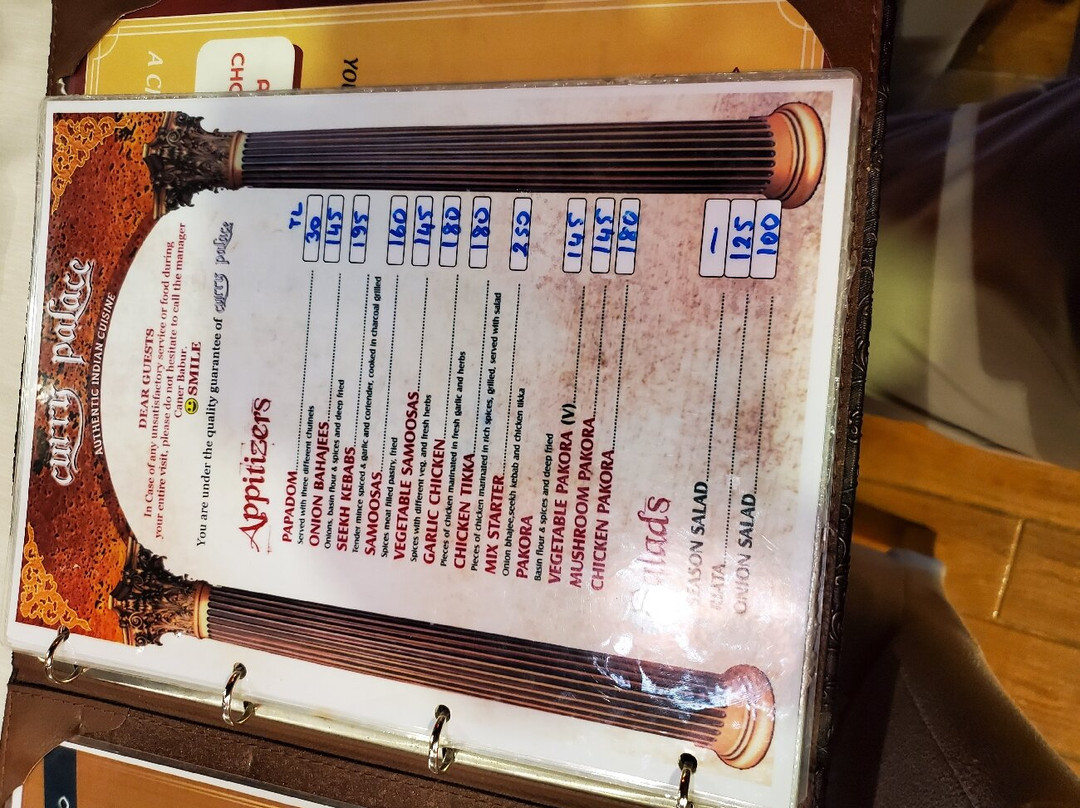 curry palace
AUTHENTIC INDIAN CUISINE
DEAR GUESTS
In Case of any unsatisfactory service or food during
your entire visit, please do not hesitate to call the manager
Caner Babur.
SMILE
You are under the quality guarantee of curry palace
Appitizers
TL
PAPADOM 30
Served with three different chutneis
ONION BAHAJEES 145
Onions, basin flour & spices and deep fried
SEEKH KEBABS 195
Tender mince spiced & garlic and coriender, cooked in charcoal grilled
SAMOOSAS 160
Spices meat filled pastry, fried
VEGETABLE SAMOOSAS 145
Spices with different veg, and fresh herbs
GARLIC CHICKEN 180
Pieces of chicken marinated in fresh garlic and herbs
CHICKEN TIKKA 180
Pieces of chicken marinated in rich spices, grilled, served with salad
MIX STARTER 250
Onion bhajee,seekh kebab and chicken tikka
PAKORA
Basin flour & spices and deep fried
VEGETABLE PAKORA (V) 145
MUSHROOM PAKORA 145
CHICKEN PAKORA 180
SALAD -
125
ONION SALAD 100